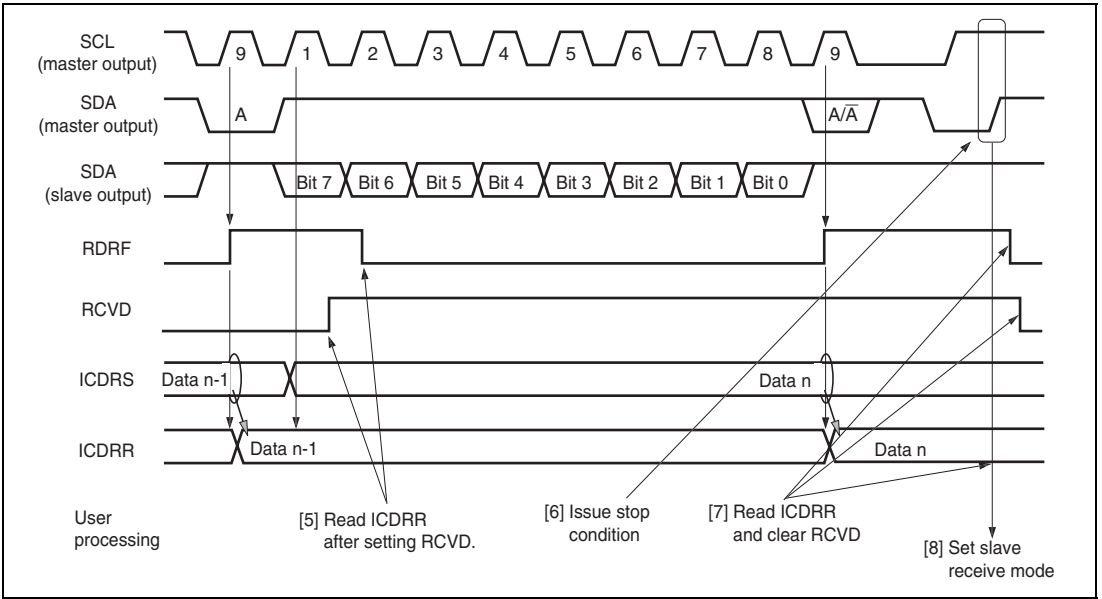 SCL
(master output)
9 1 2 3 4 5 6 7 8 9
SDA
(master output)
A A/A̅
SDA
(slave output)
Bit 7 Bit 6 Bit 5 Bit 4 Bit 3 Bit 2 Bit 1 Bit 0
RDRF
RCVD
ICDRS
Data n-1 Data n
ICDRR
Data n-1 Data n
User
processing
[5] Read ICDRR
after setting RCVD.
[6] Issue stop
condition
[7] Read ICDRR
and clear RCVD
[8] Set slave
receive mode